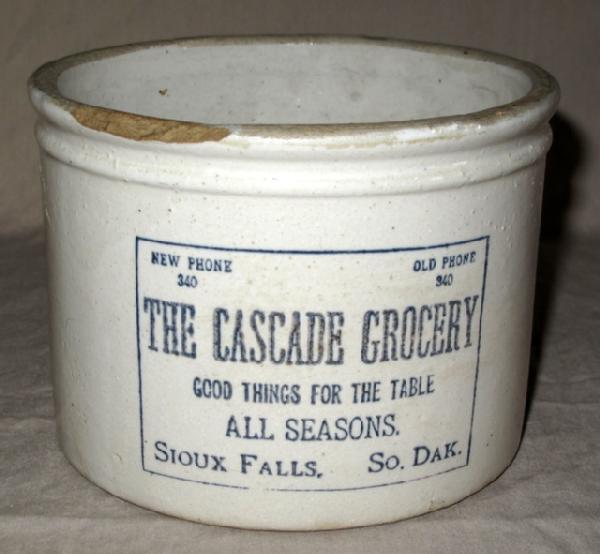 NEW PHONE OLD PHONE
340 340
THE CASCADE GROCERY
GOOD THINGS FOR THE TABLE
ALL SEASONS.
SIOUX FALLS, SO. DAK.